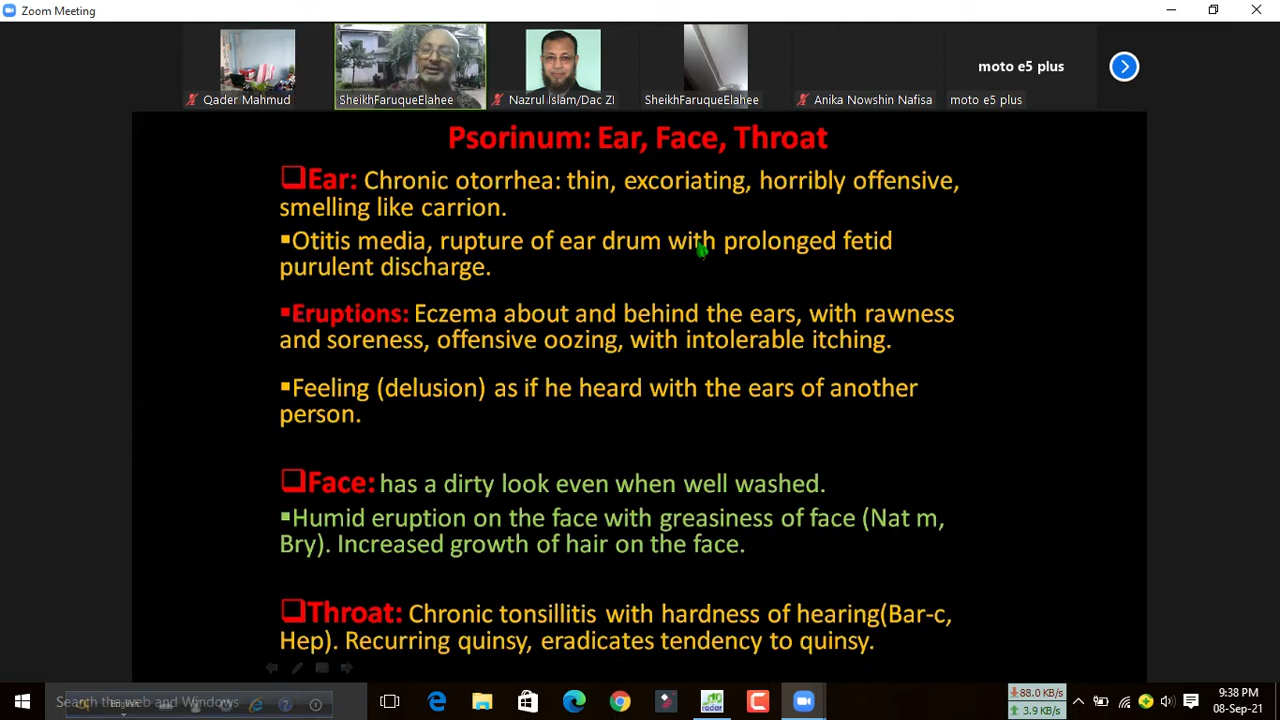 Zoom Meeting
moto e5 plus
Qader Mahmud
SheikhFaruqueElahee
Nazrul Islam/Dac ZI
SheikhFaruqueElahee
Anika Nowshin Nafisa
moto e5 plus
Psorinum: Ear, Face, Throat
Ear: Chronic otorrhea: thin, excoriating, horribly offensive,
smelling like carrion.
Otitis media, rupture of ear drum with prolonged fetid
purulent discharge.
Eruptions: Eczema about and behind the ears, with rawness
and soreness, offensive oozing, with intolerable itching.
Feeling (delusion) as if he heard with the ears of another
person.
Face: has a dirty look even when well washed.
Humid eruption on the face with greasiness of face (Nat m,
Bry). Increased growth of hair on the face.
Throat: Chronic tonsillitis with hardness of hearing(Bar-c,
Hep). Recurring quinsy, eradicates tendency to quinsy.
Search the web and Windows
English
10
radar
88.0 KB/s
3.9 KB/s
9:38 PM
08-Sep-21